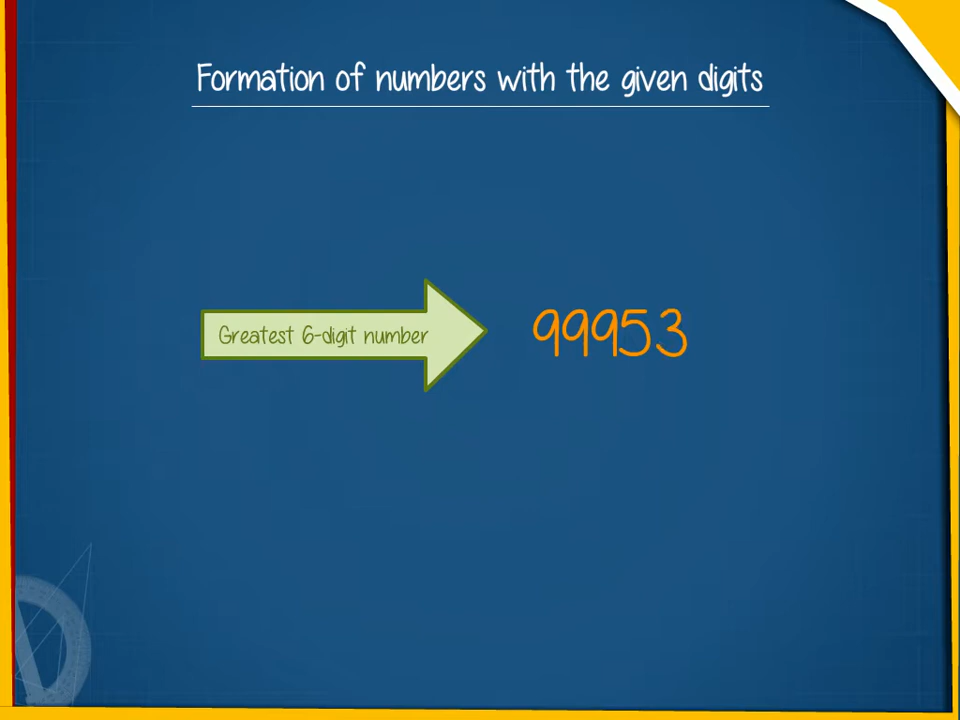 Formation of numbers with the given digits
Greatest 6-digit number
99953